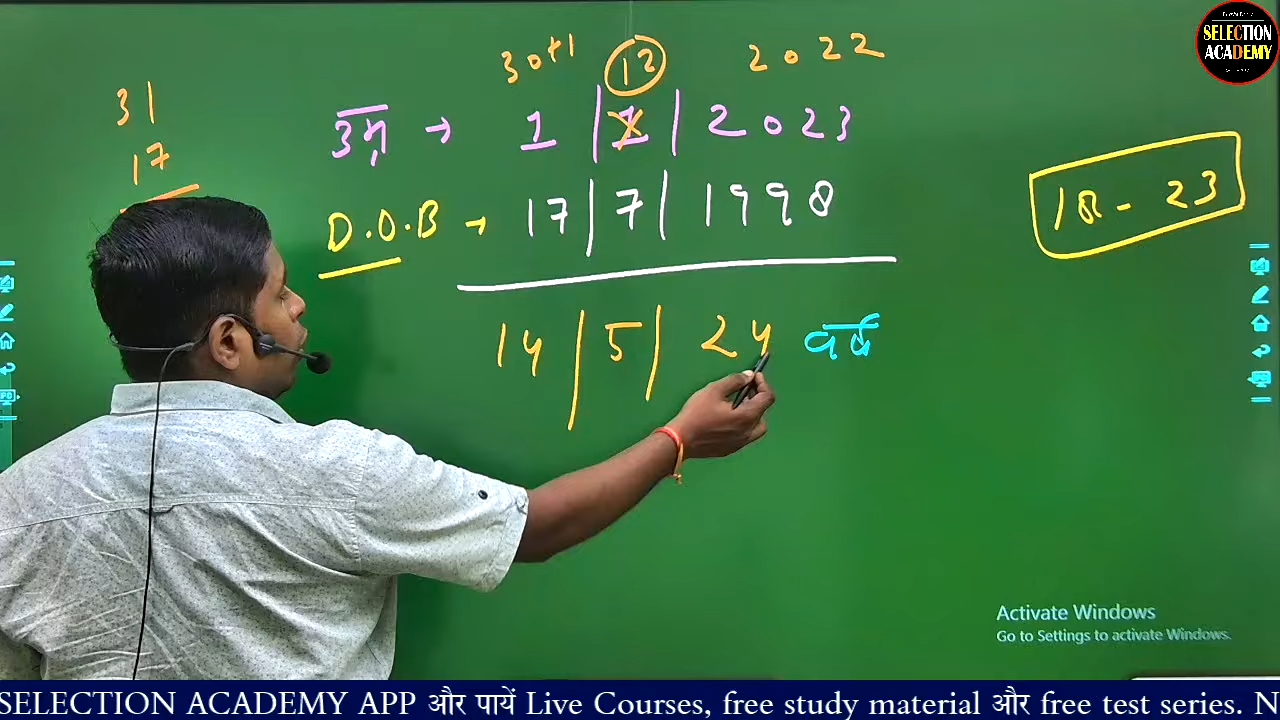 SELECTION
ACADEMY
30+1 12 2022
31
17
उम्र → 1 | 1 | 2023
D.O.B → 17 | 7 | 1998
18 - 23
14 | 5 | 24 वर्ष
Activate Windows
Go to Settings to activate Windows.
SELECTION ACADEMY APP और पायें Live Courses, free study material और free test series. N